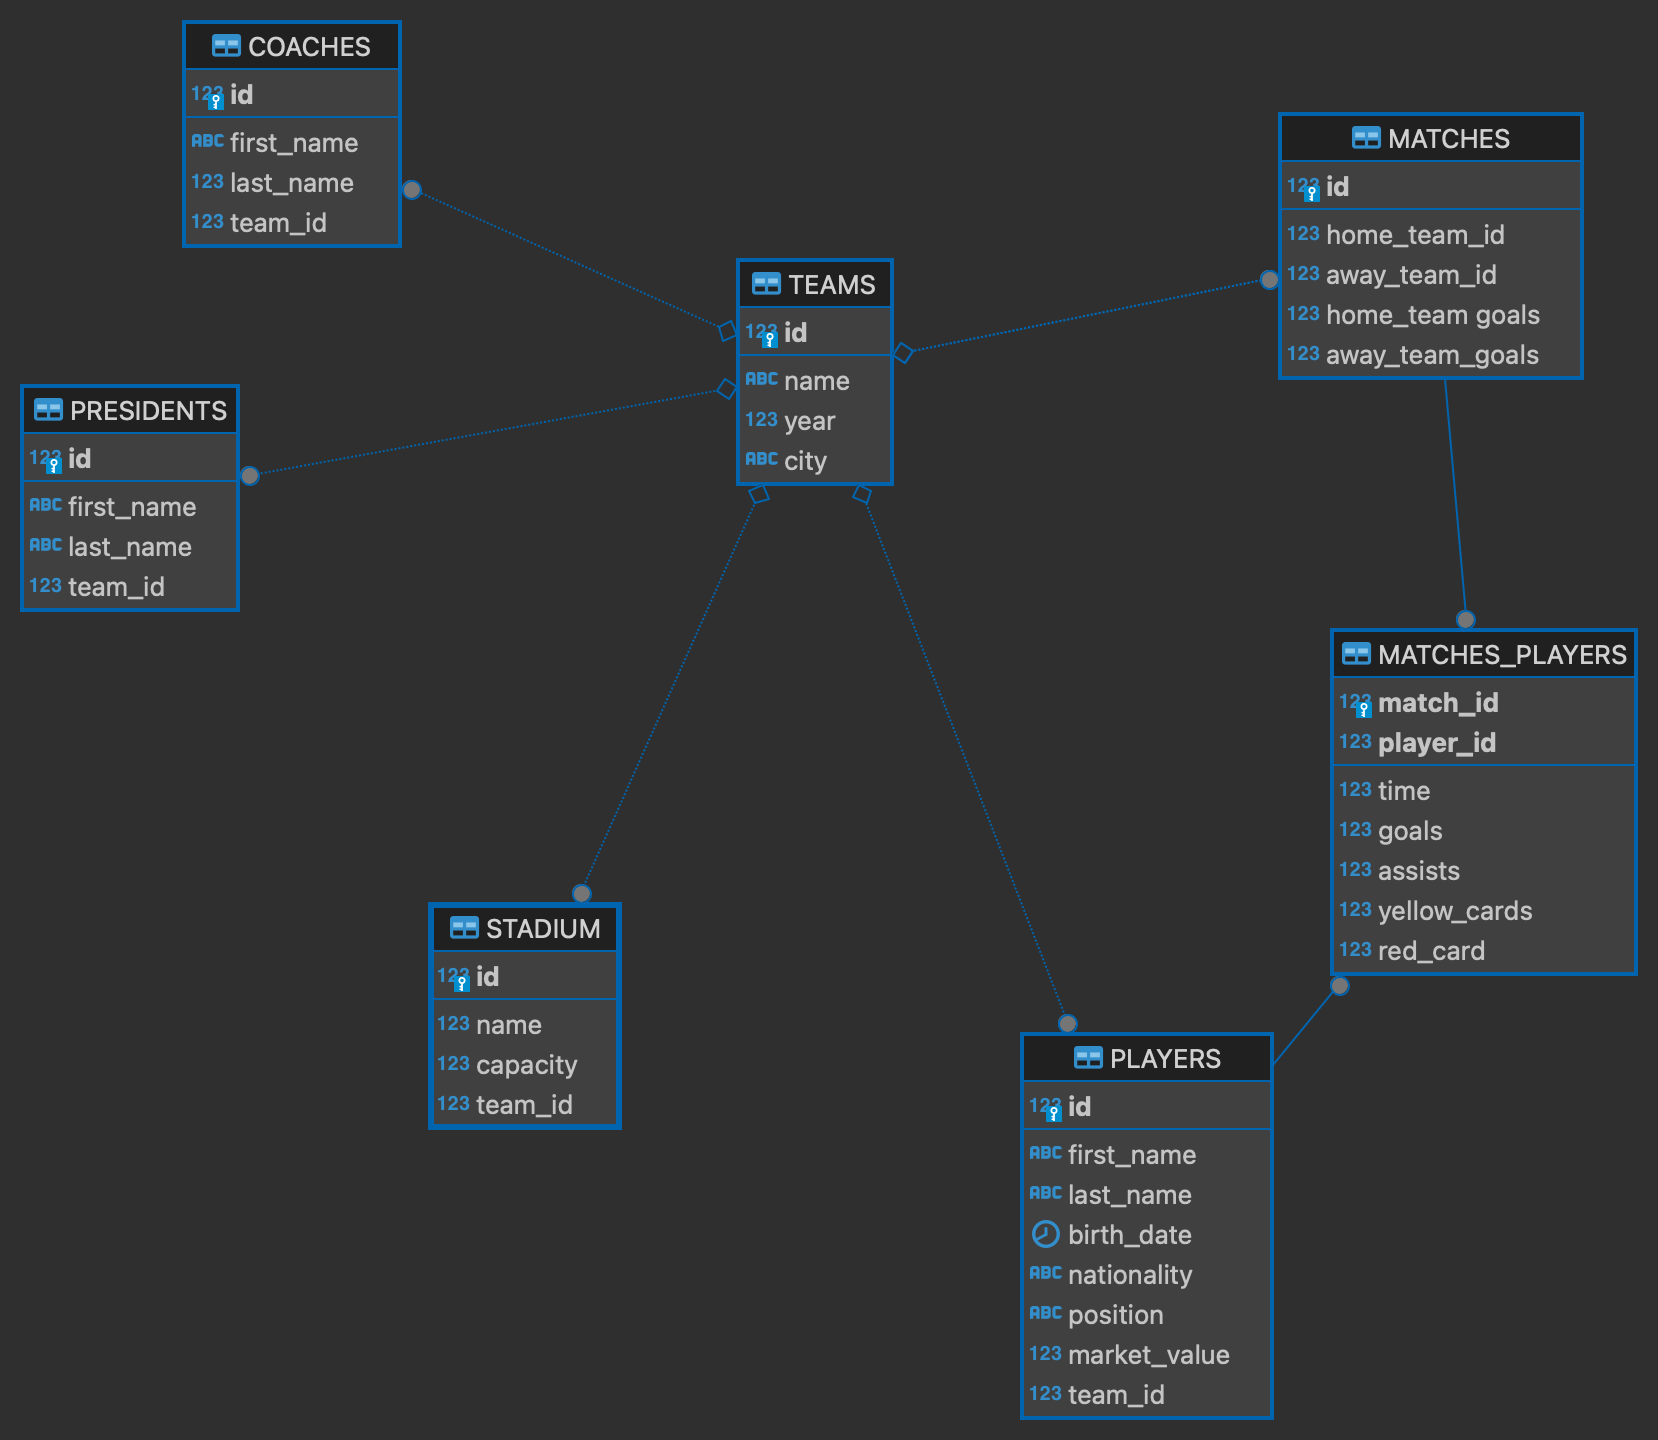 COACHES
123 id
ABC first_name
123 last_name
123 team_id
MATCHES
123 id
123 home_team_id
123 away_team_id
123 home_team goals
123 away_team_goals
TEAMS
123 id
ABC name
123 year
ABC city
PRESIDENTS
123 id
ABC first_name
ABC last_name
123 team_id
MATCHES_PLAYERS
123 match_id
123 player_id
123 time
123 goals
123 assists
123 yellow_cards
123 red_card
STADIUM
123 id
123 name
123 capacity
123 team_id
PLAYERS
123 id
ABC first_name
ABC last_name
birth_date
ABC nationality
ABC position
123 market_value
123 team_id